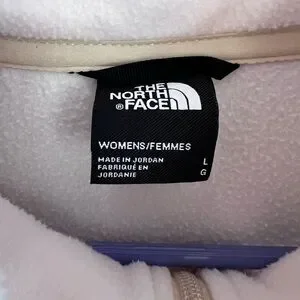 THE
NORTH
®FACE
WOMENS/FEMMES
MADE IN JORDAN
FABRIQUÉ EN
JORDANIE
L
G